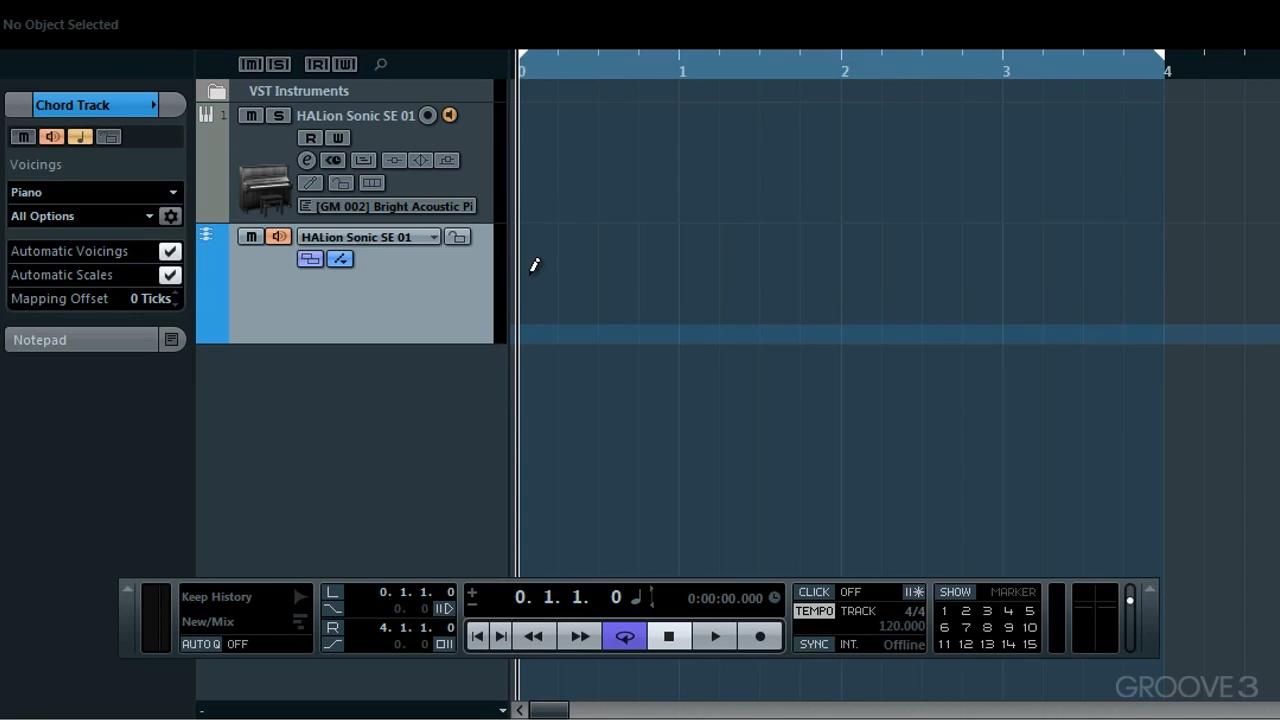 No Object Selected
M S R W
0 1 2 3 4
VST Instruments
Chord Track
1 M S HALion Sonic SE 01
M
R W
e
Voicings
Piano
[GM 002] Bright Acoustic Pi
All Options
M HALion Sonic SE 01
Automatic Voicings
Automatic Scales
Mapping Offset 0 Ticks
Notepad
Keep History
New/Mix
AUTO Q OFF
L 0. 1. 1. 0
0. 0
R 4. 1. 1. 0
0. 0
0. 1. 1. 0
0:00:00.000
CLICK OFF
TEMPO TRACK 4/4
120.000
SYNC INT. Offline
SHOW MARKER
1 2 3 4 5
6 7 8 9 10
11 12 13 14 15
GROOVE 3